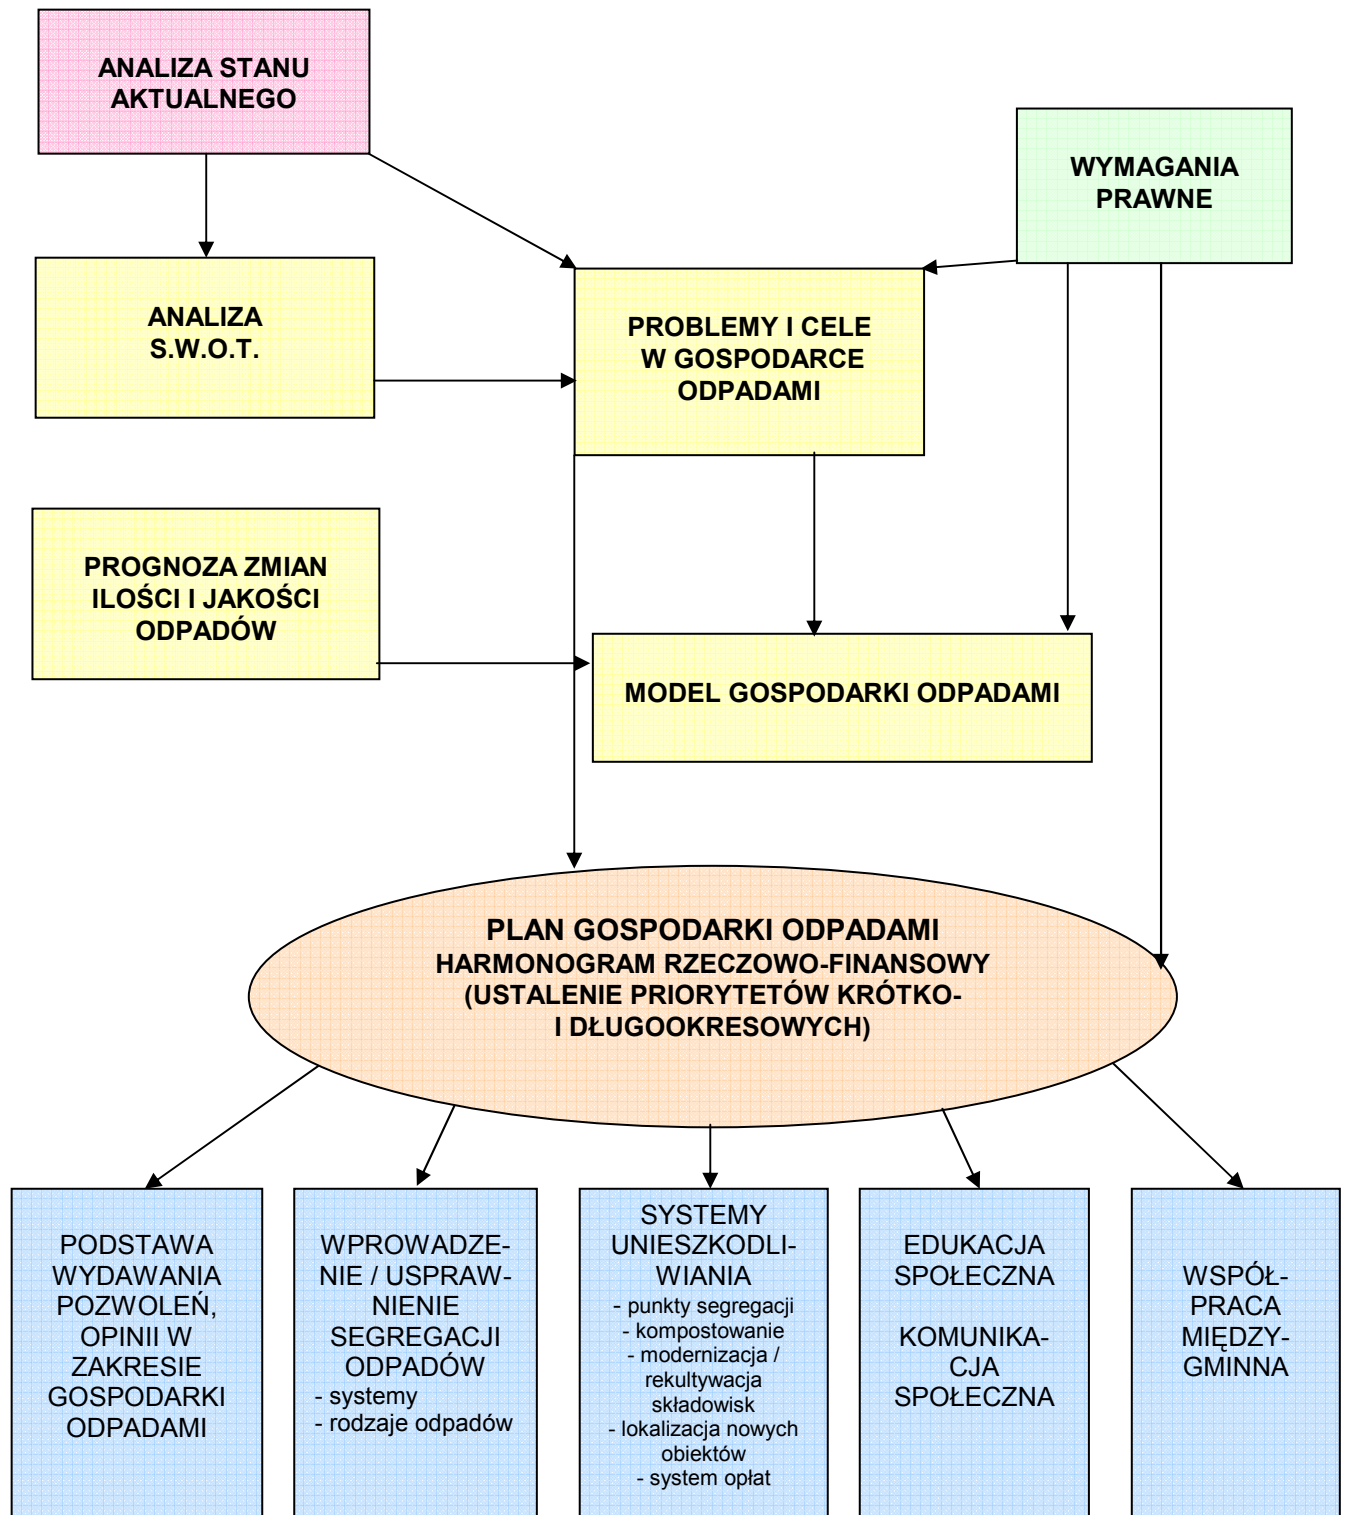 ANALIZA STANU
AKTUALNEGO
WYMAGANIA
PRAWNE
ANALIZA
S.W.O.T.
PROBLEMY I CELE
W GOSPODARCE
ODPADAMI
PROGNOZA ZMIAN
ILOŚCI I JAKOŚCI
ODPADÓW
MODEL GOSPODARKI ODPADAMI
PLAN GOSPODARKI ODPADAMI
HARMONOGRAM RZECZOWO-FINANSOWY
(USTALENIE PRIORYTETÓW KRÓTKO-
I DŁUGOOKRESOWYCH)
PODSTAWA
WYDAWANIA
POZWOLEŃ,
OPINII W
ZAKRESIE
GOSPODARKI
ODPADAMI
WPROWADZE-
NIE / USPRAW-
NIENIE
SEGREGACJI
ODPADÓW
- systemy
- rodzaje odpadów
SYSTEMY
UNIESZKODLI-
WIANIA
- punkty segregacji
- kompostowanie
- modernizacja /
rekultywacja
składowisk
- lokalizacja nowych
obiektów
- system opłat
EDUKACJA
SPOŁECZNA
KOMUNIKA-
CJA
SPOŁECZNA
WSPÓŁ-
PRACA
MIĘDZY-
GMINNA